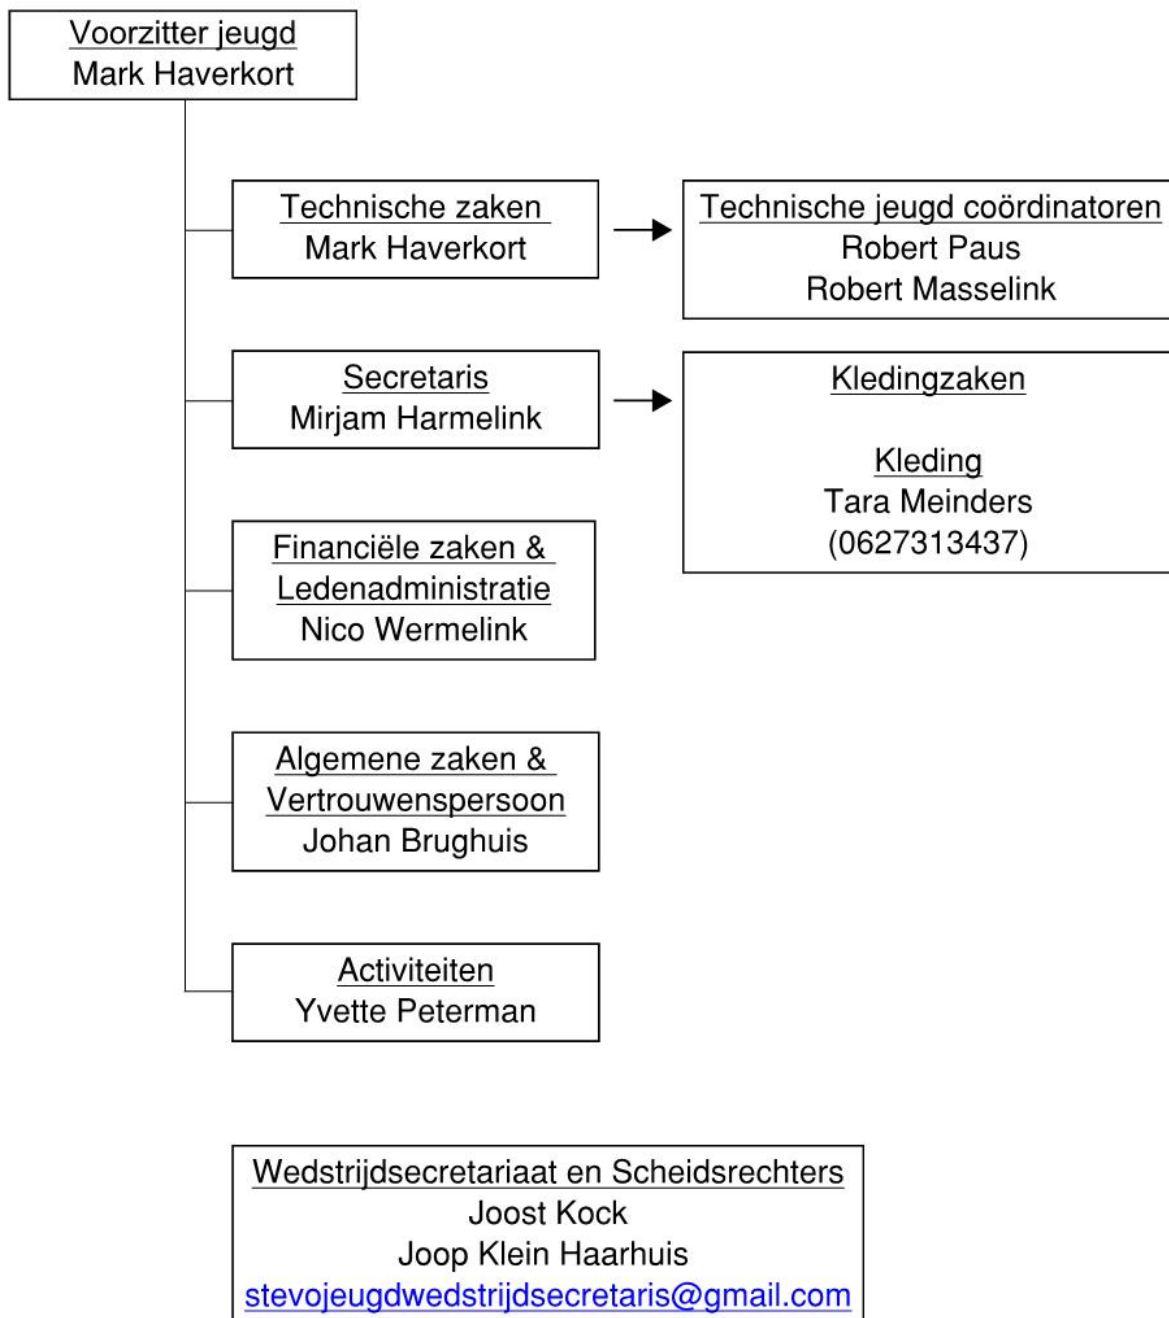 Voorzitter jeugd
Mark Haverkort
Technische zaken
Mark Haverkort
Technische jeugd coördinatoren
Robert Paus
Robert Masselink
Secretaris
Mirjam Harmelink
Kledingzaken
Kleding
Tara Meinders
(0627313437)
Financiële zaken &
Ledenadministratie
Nico Wermelink
Algemene zaken &
Vertrouwenspersoon
Johan Brughuis
Activiteiten
Yvette Peterman
Wedstrijdsecretariaat en Scheidsrechters
Joost Kock
Joop Klein Haarhuis
stevojeugdwedstrijdsecretaris@gmail.com